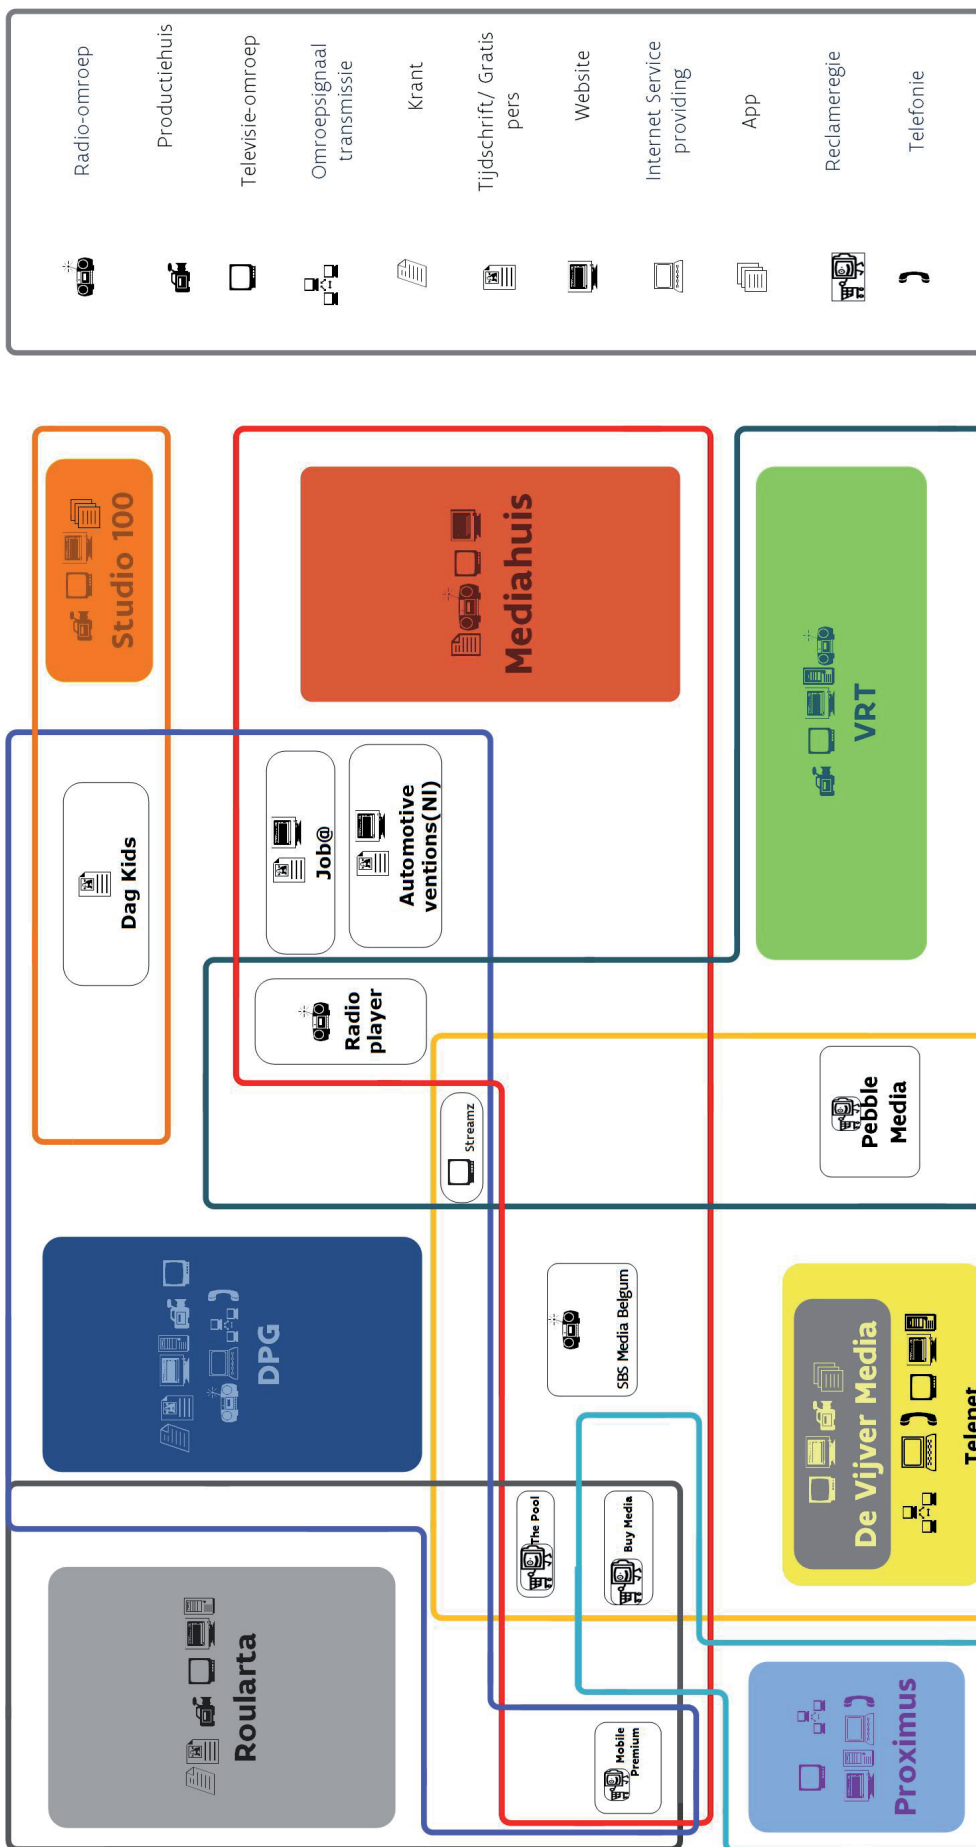 Roularta
DPG
Dag Kids
Studio 100
Job@
Automotive
ventions(NI)
Radio
player
Mediahuis
Streamz
The Pool
Buy Media
Mobile
Premium
SBS Media Belgum
Proximus
De Vijver Media
Telenet
Pebble
Media
VRT
Radio-omroep
Productiehuis
Televisie-omroep
Omroepsignaal
transmissie
Krant
Tijdschrift/ Gratis
pers
Website
Internet Service
providing
App
Reclameregie
Telefonie